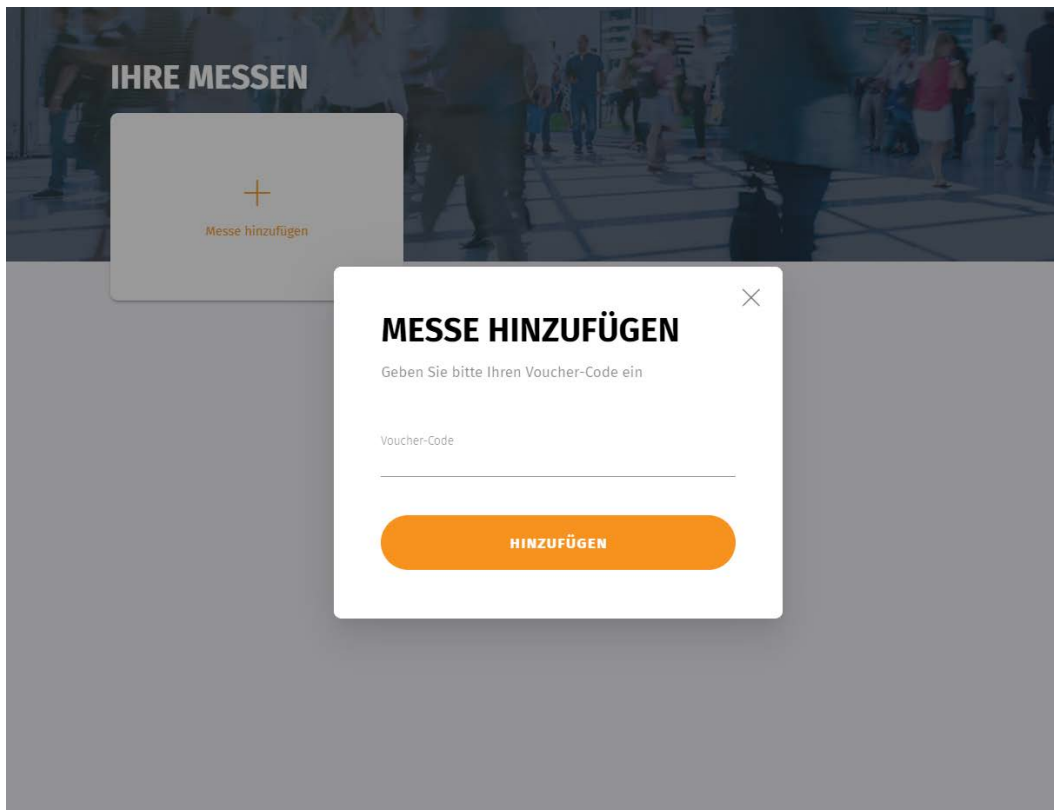 IHRE MESSEN
Messe hinzufügen
MESSE HINZUFÜGEN
Geben Sie bitte Ihren Voucher-Code ein
Voucher-Code
HINZUFÜGEN